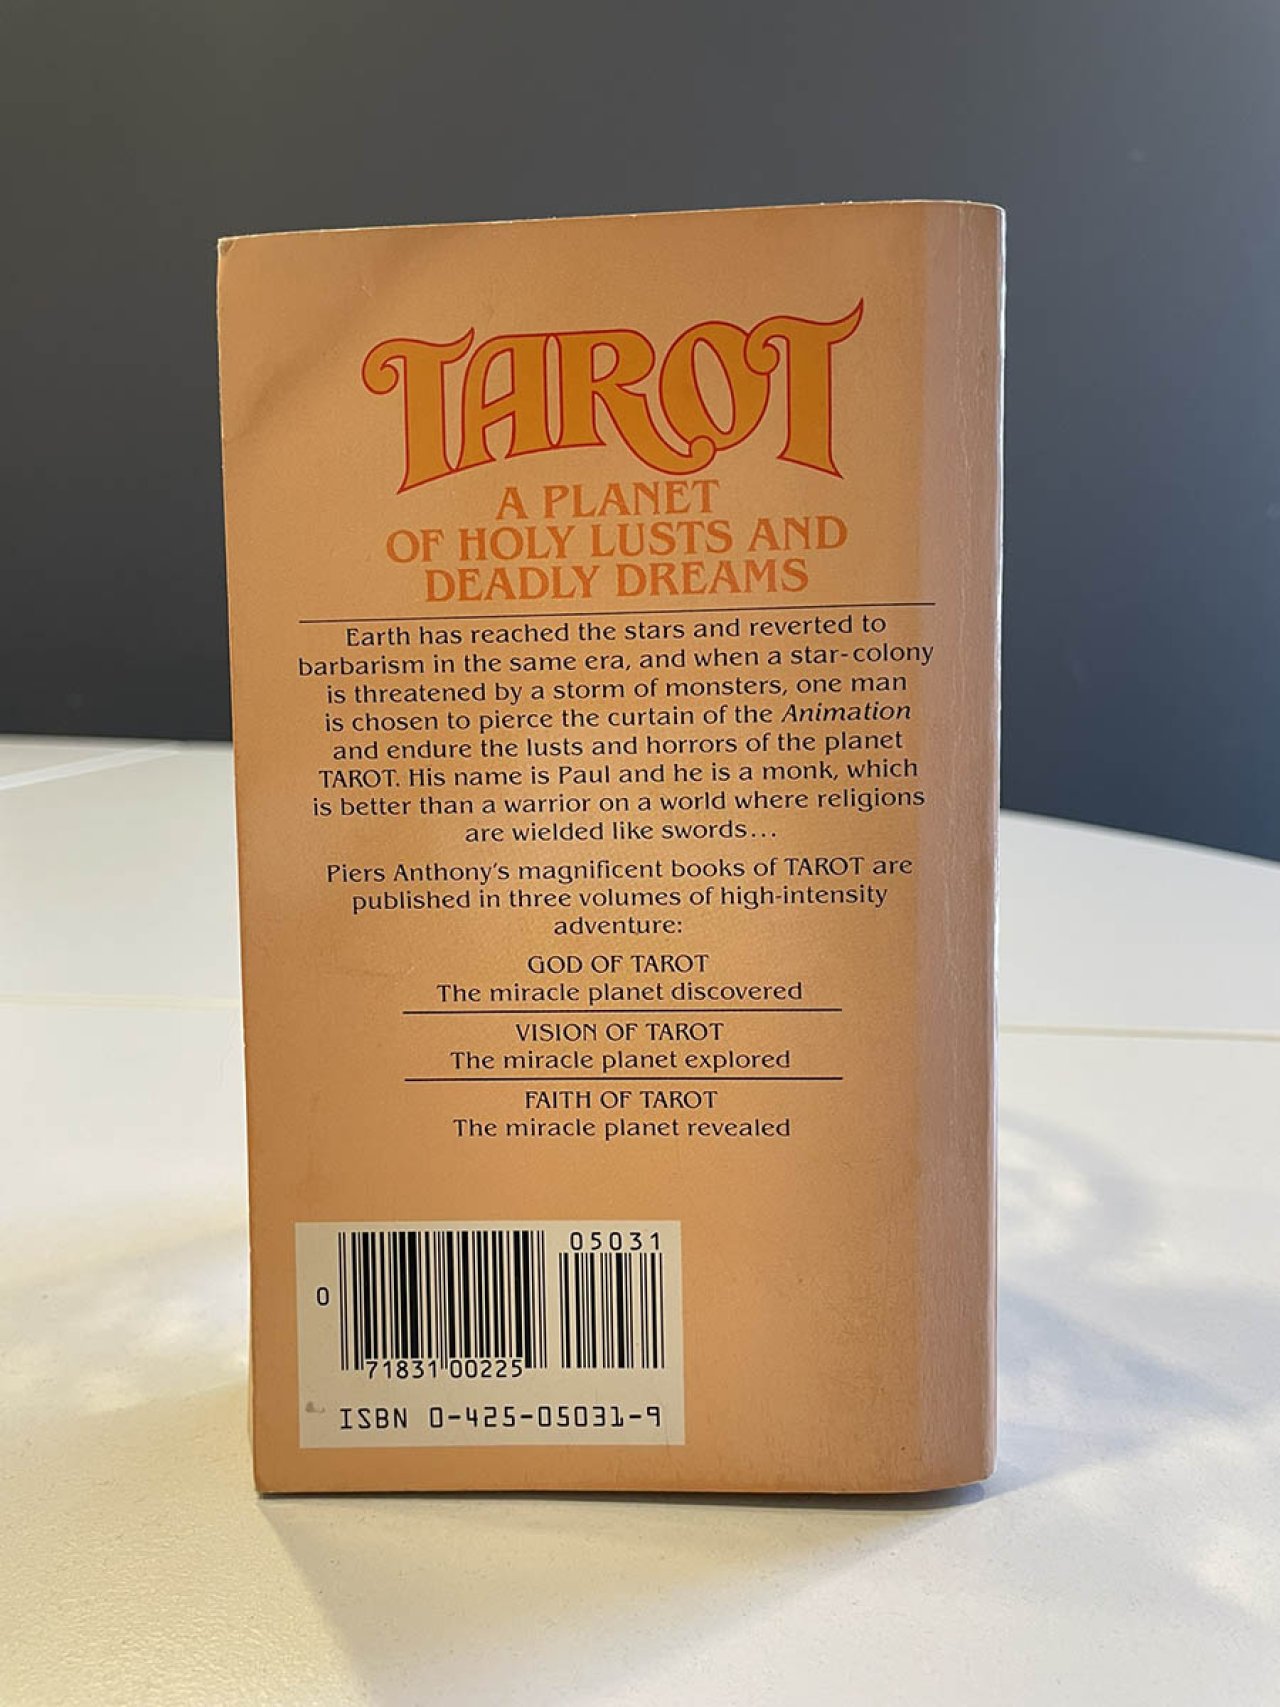 TAROT
A PLANET
OF HOLY LUSTS AND
DEADLY DREAMS
Earth has reached the stars and reverted to
barbarism in the same era, and when a star-colony
is threatened by a storm of monsters, one man
is chosen to pierce the curtain of the Animation
and endure the lusts and horrors of the planet
TAROT. His name is Paul and he is a monk, which
is better than a warrior on a world where religions
are wielded like swords...
Piers Anthony's magnificent books of TAROT are
published in three volumes of high-intensity
adventure:
GOD OF TAROT
The miracle planet discovered
VISION OF TAROT
The miracle planet explored
FAITH OF TAROT
The miracle planet revealed
05031
0
71831 00225
ISBN 0-425-05031-9